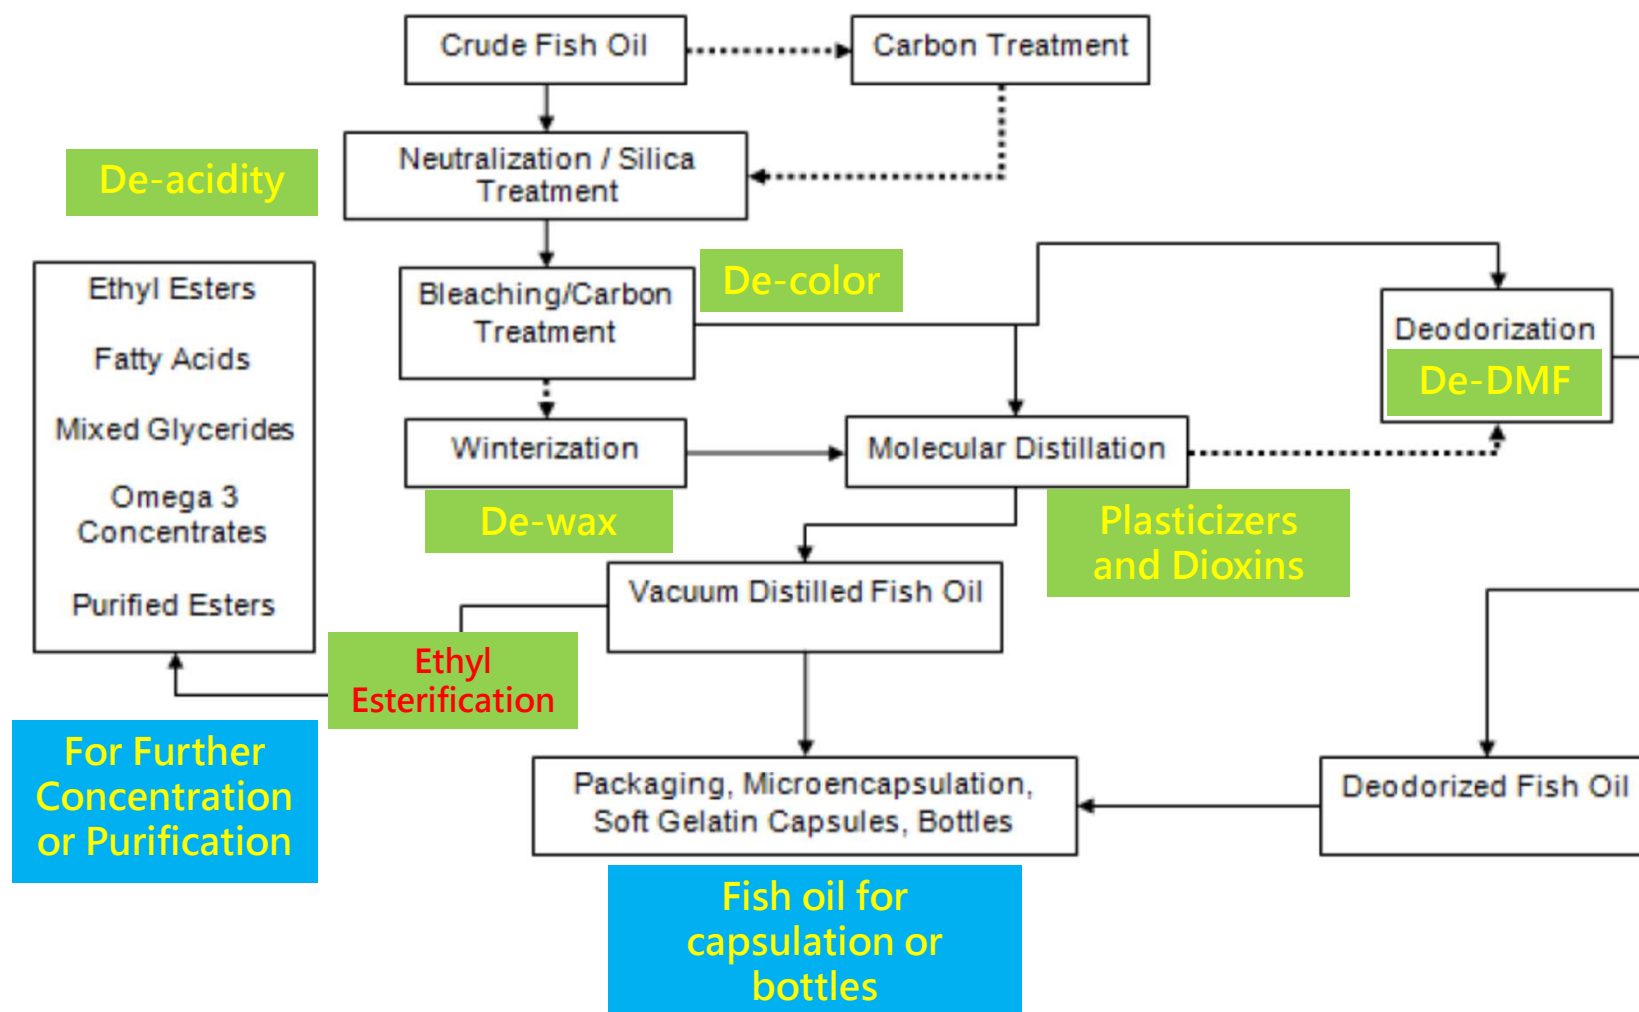 Crude Fish Oil
Carbon Treatment
De-acidity
Neutralization / Silica
Treatment
Ethyl Esters
Fatty Acids
Mixed Glycerides
Omega 3
Concentrates
Purified Esters
Bleaching/Carbon
Treatment
De-color
Deodorization
De-DMF
Winterization
De-wax
Molecular Distillation
Plasticizers
and Dioxins
Vacuum Distilled Fish Oil
Ethyl
Esterification
For Further
Concentration
or Purification
Packaging, Microencapsulation,
Soft Gelatin Capsules, Bottles
Deodorized Fish Oil
Fish oil for
capsulation or
bottles